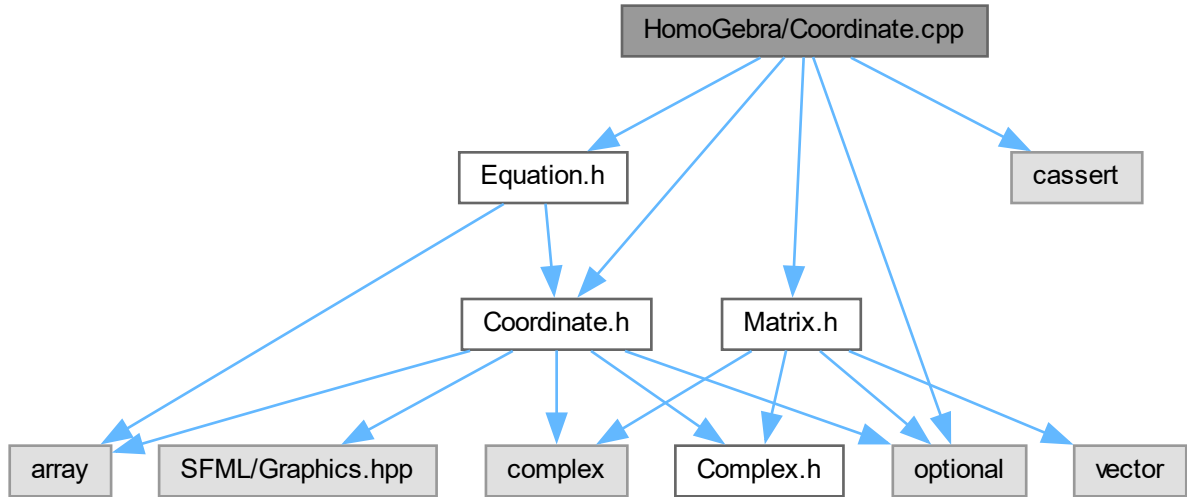 HomoGebra/Coordinate.cpp
Equation.h
cassert
Coordinate.h
Matrix.h
array
SFML/Graphics.hpp
complex
Complex.h
optional
vector